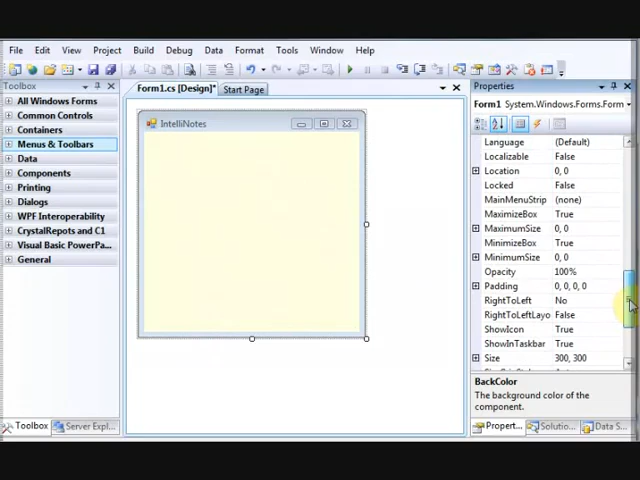 File Edit View Project Build Debug Data Format Tools Window Help
Toolbox
Form1.cs [Design]* Start Page
Properties
All Windows Forms
Common Controls
Containers
Menus & Toolbars
Data
Components
Printing
Dialogs
WPF Interoperability
CrystalRepots and C1
Visual Basic PowerPa...
General
IntelliNotes
Form1 System.Windows.Forms.Form
Language (Default)
Localizable False
Location 0, 0
Locked False
MainMenuStrip (none)
MaximizeBox True
MaximumSize 0, 0
MinimizeBox True
MinimumSize 0, 0
Opacity 100%
Padding 0, 0, 0, 0
RightToLeft No
RightToLeftLayo False
ShowIcon True
ShowInTaskbar True
Size 300, 300
BackColor
The background color of the
component.
Toolbox Server Expl...
Propert... Solutio... Data S...